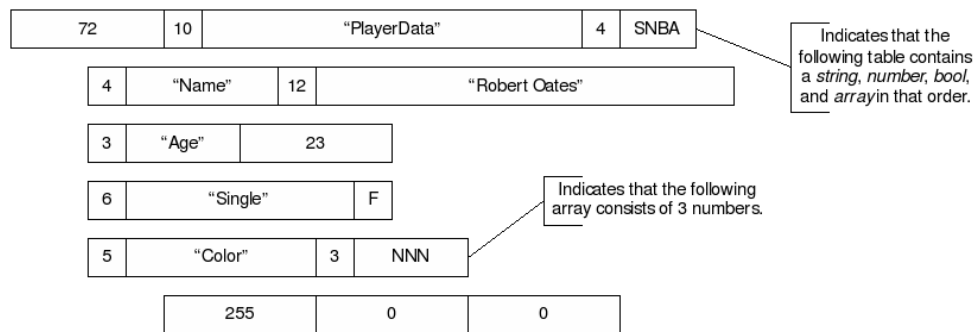 72 10 “PlayerData” 4 SNBA
Indicates that the
following table contains
a string, number, bool,
and arrayin that order.
4 “Name” 12 “Robert Oates”
3 “Age” 23
6 “Single” F
Indicates that the following
array consists of 3 numbers.
5 “Color” 3 NNN
255 0 0